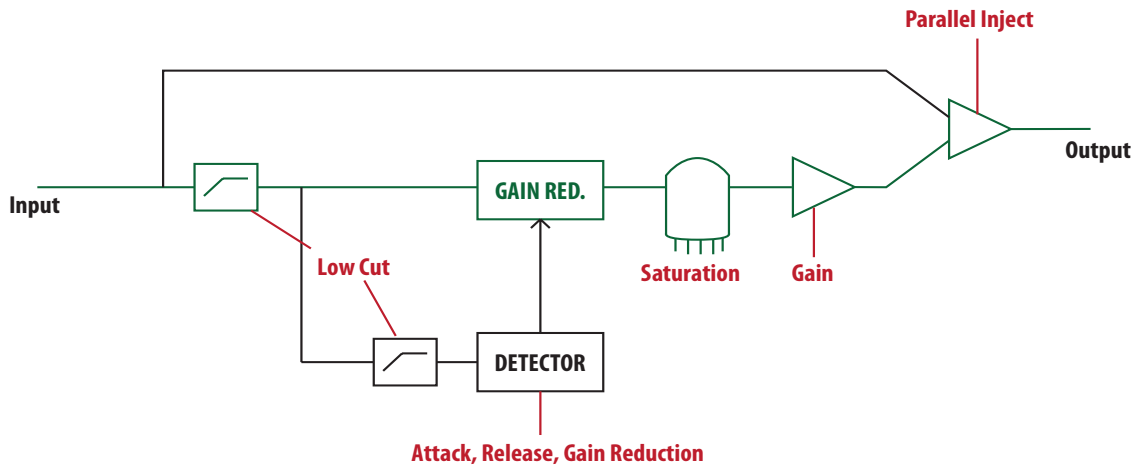 Parallel Inject
Output
Input
GAIN RED.
Low Cut
Saturation
Gain
DETECTOR
Attack, Release, Gain Reduction